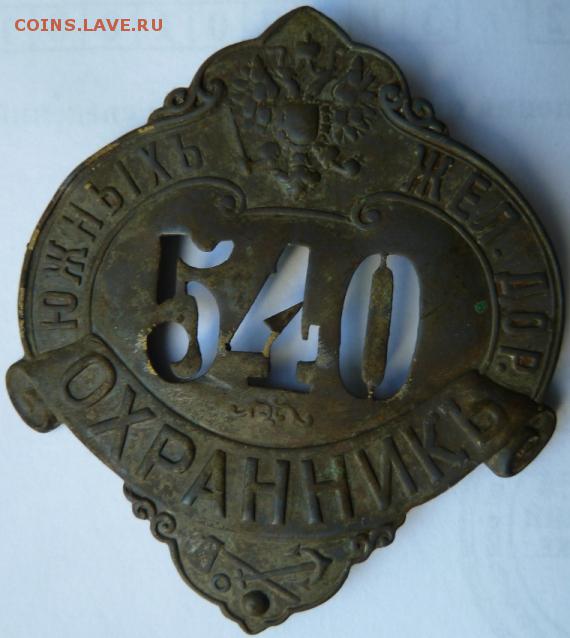 COINS.LAVE.RU
ЮЖНЫХЪ ЖЕЛ. ДОР.
540
ОХРАННИКЪ